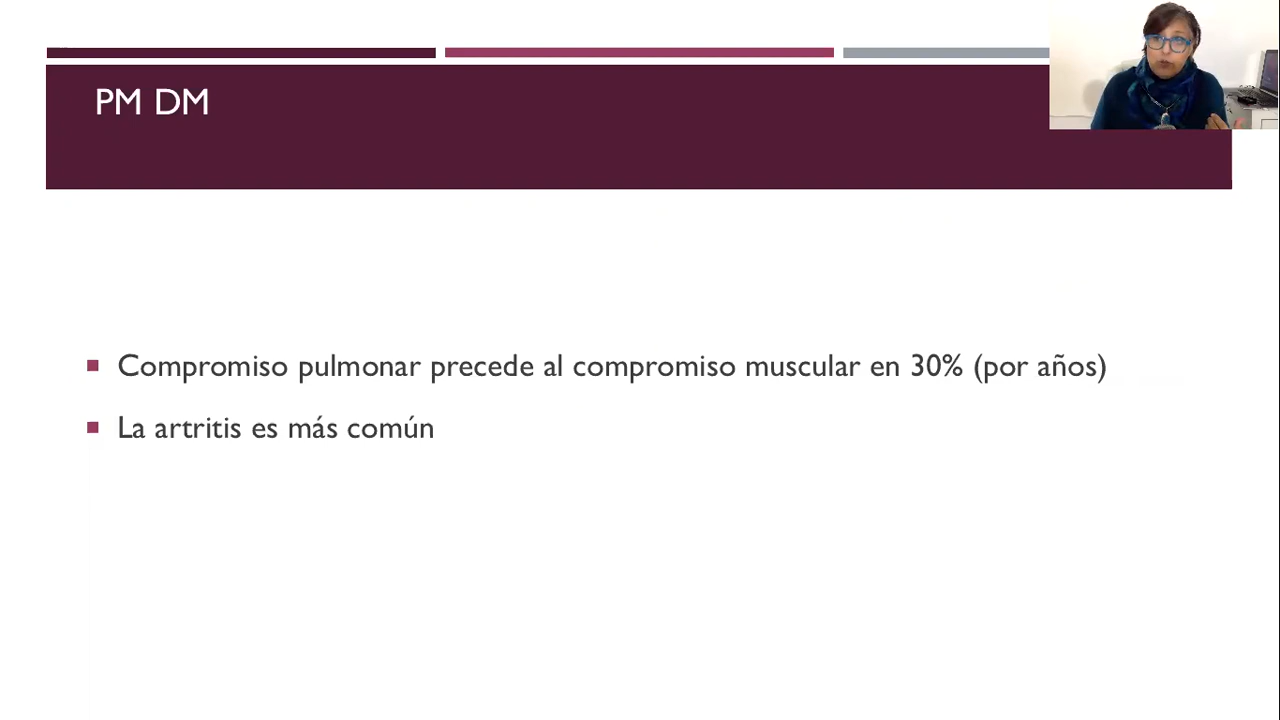 PM DM
Compromiso pulmonar precede al compromiso muscular en 30% (por años)
La artritis es más común